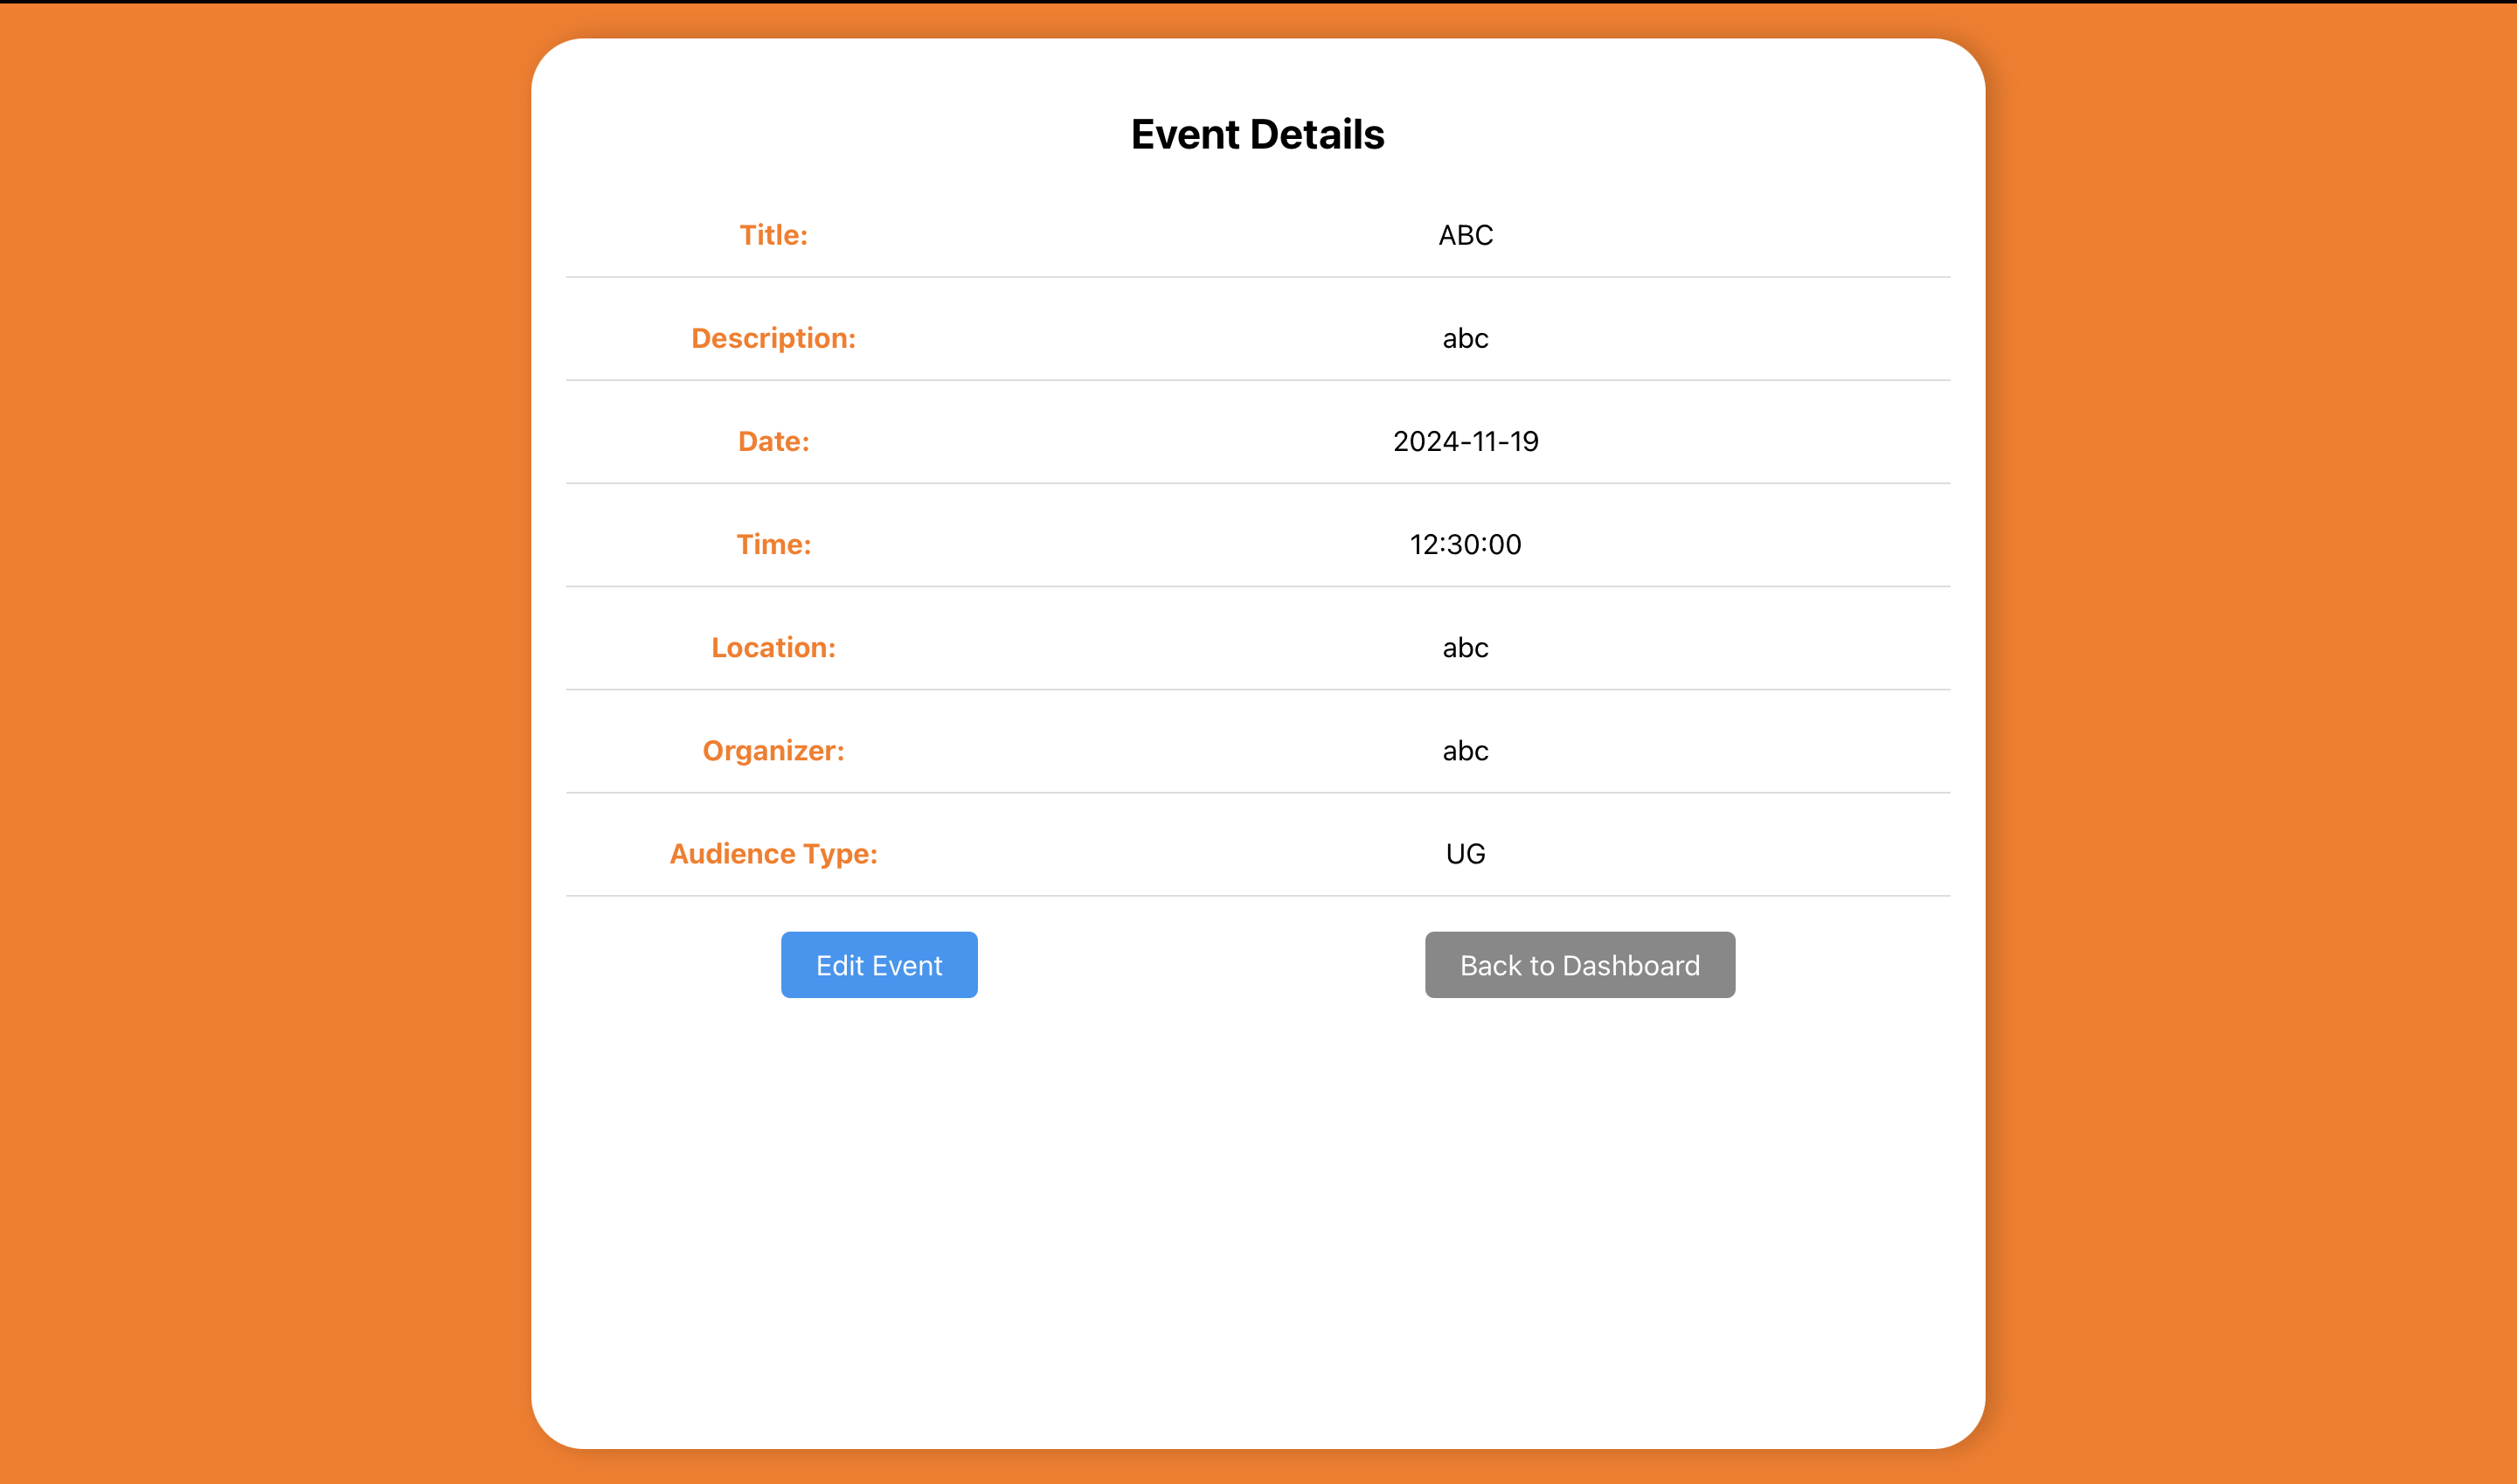 Event Details
Title: ABC
Description: abc
Date: 2024-11-19
Time: 12:30:00
Location: abc
Organizer: abc
Audience Type: UG
Edit Event Back to Dashboard